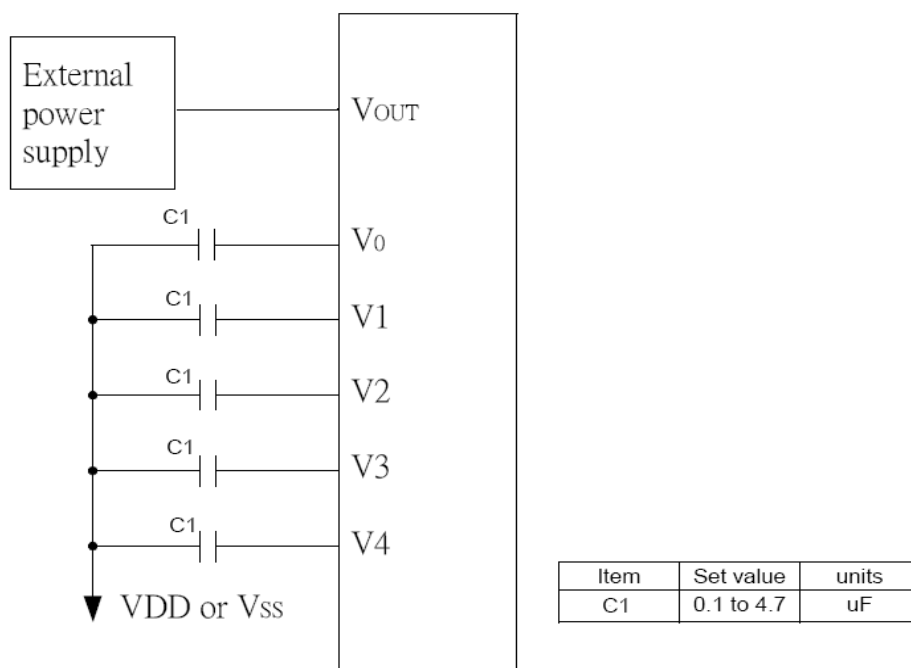 External
power
supply
VOUT
C1
V0
C1
V1
C1
V2
C1
V3
C1
V4
VDD or VSS
Item Set value units
C1 0.1 to 4.7 uF